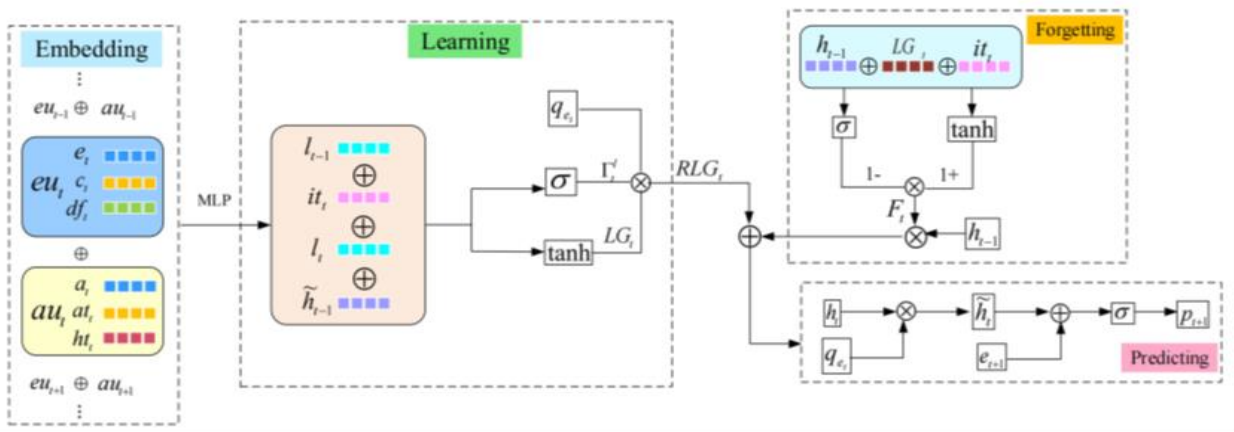 Embedding
⋮
eu_{t-1} ⊕ au_{t-1}
eu_t
e_t
c_t
df_t
⊕
au_t
a_t
at_t
ht_t
eu_{t+1} ⊕ au_{t+1}
⋮
MLP
Learning
l_{t-1}
⊕
it_t
⊕
l_t
⊕
h̃_{t-1}
q_{e_t}
σ
Γ_t^l
⊗
tanh
LG_t
RLG_t
⊕
Forgetting
h_{t-1} ⊕ LG_t ⊕ it_t
σ
tanh
1- ⊗ 1+
F_t
⊗
h_{t-1}
h_t ⊗ h̃_t ⊕ σ p_{t+1}
q_{e_t}
e_{t+1}
Predicting